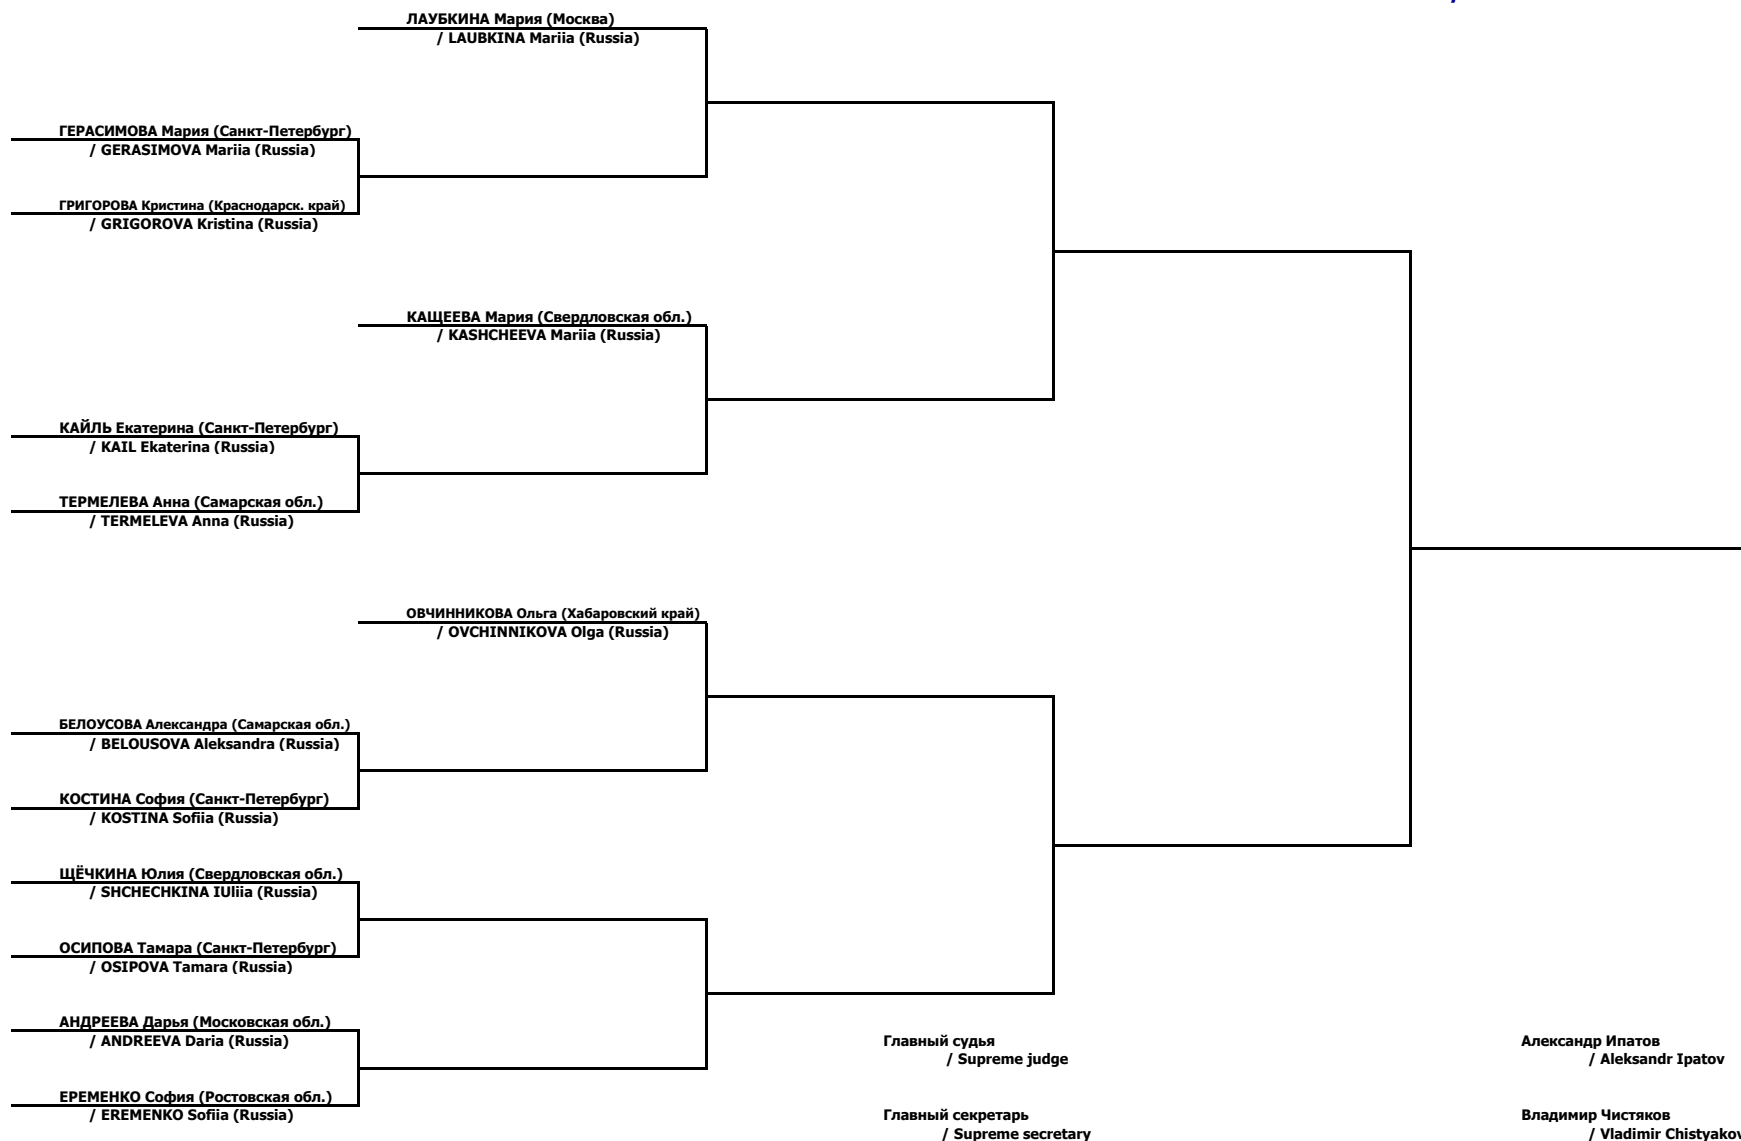 ЛАУБКИНА Мария (Москва)
/ LAUBKINA Mariia (Russia)
ГЕРАСИМОВА Мария (Санкт-Петербург)
/ GERASIMOVA Mariia (Russia)
ГРИГОРОВА Кристина (Краснодарск. край)
/ GRIGOROVA Kristina (Russia)
КАЩЕЕВА Мария (Свердловская обл.)
/ KASHCHEEVA Mariia (Russia)
КАЙЛЬ Екатерина (Санкт-Петербург)
/ KAIL Ekaterina (Russia)
ТЕРМЕЛЕВА Анна (Самарская обл.)
/ TERMELEVA Anna (Russia)
ОВЧИННИКОВА Ольга (Хабаровский край)
/ OVCHINNIKOVA Olga (Russia)
БЕЛОУСОВА Александра (Самарская обл.)
/ BELOUSOVA Aleksandra (Russia)
КОСТИНА София (Санкт-Петербург)
/ KOSTINA Sofiia (Russia)
ЩЁЧКИНА Юлия (Свердловская обл.)
/ SHCHECHKINA IUliia (Russia)
ОСИПОВА Тамара (Санкт-Петербург)
/ OSIPOVA Tamara (Russia)
АНДРЕЕВА Дарья (Московская обл.)
/ ANDREEVA Daria (Russia)
ЕРЕМЕНКО София (Ростовская обл.)
/ EREMENKO Sofiia (Russia)
Главный судья
/ Supreme judge
Александр Ипатов
/ Aleksandr Ipatov
Главный секретарь
/ Supreme secretary
Владимир Чистяков
/ Vladimir Chistyakov